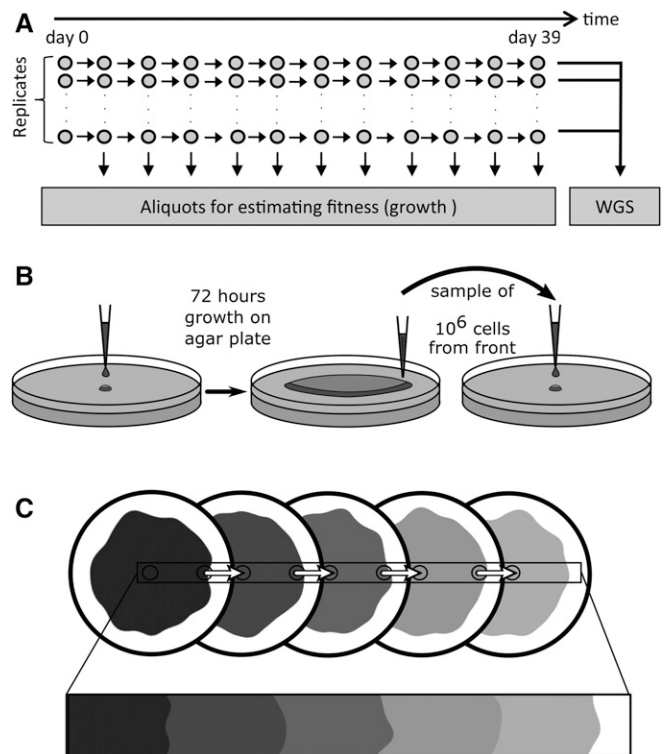 A
time
day 0
day 39
Replicates
Aliquots for estimating fitness (growth )
WGS
B
72 hours
growth on
agar plate
sample of
10⁶ cells
from front
C